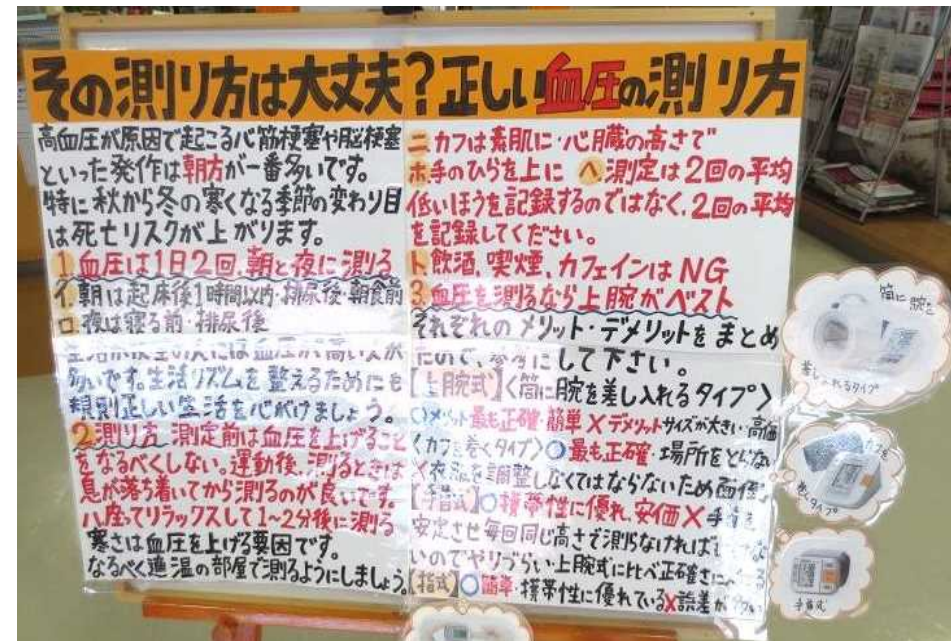 その測り方は大丈夫？正しい血圧の測り方
高血圧が原因で起こる心筋梗塞や脳梗塞
といった発作は朝方が一番多いです。
特に秋から冬の寒くなる季節の変わり目
は死亡リスクが上がります。
1.血圧は1日2回、朝と夜に測る
イ.朝は起床後1時間以内・排尿後・朝食前
ロ.夜は寝る前・排尿後
には血圧が高い人が
多いです。生活リズムを整えるためにも
規則正しい生活を心がけましょう。
2.測り方 測定前は血圧を上げること
をなるべくしない。運動後、測るときは
息が落ち着いてから測るのが良いです。
ハ.座ってリラックスして1~2分後に測る
寒さは血圧を上げる要因です。
なるべく適温の部屋で測るようにしましょう。
ニ.カフは素肌に・心臓の高さで
ホ.手のひらを上に ヘ.測定は2回の平均
低いほうを記録するのではなく、2回の平均
を記録してください。
ト.飲酒、喫煙、カフェインはNG
3.血圧を測るなら上腕がベスト
それぞれのメリット・デメリットをまとめ
たので、参考にして下さい。
【上腕式】〈筒に腕を差し入れるタイプ〉
〇メリット 最も正確・簡単 ×デメリット サイズが大きい・高価
〈カフを巻くタイプ〉〇最も正確・場所をとらない
×衣服を調整しなくてはならないため面倒
【手首式】〇携帯性に優れ、安価 × 手首を
安定させ毎回同じ高さで測らなければ
いのでやりづらい・上腕式に比べ正確さに
【指式】〇簡単・携帯性に優れている×誤差が
筒に腕を
差し入れるタイプ
カフを
巻くタイプ
手首式